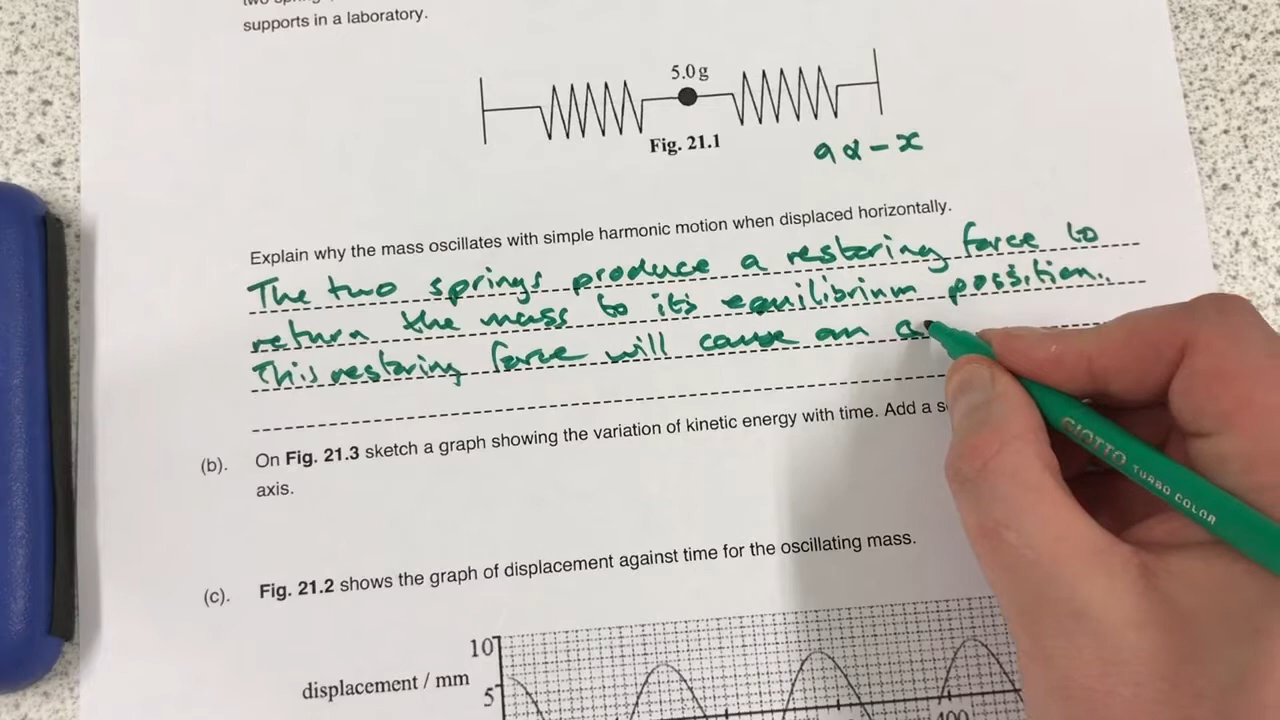 supports in a laboratory.
5.0 g
Fig. 21.1
a α - x
Explain why the mass oscillates with simple harmonic motion when displaced horizontally.
The two springs produce a restoring force to
return the mass to its equilibrium possition.
This restoring force will cause an a
(b). On Fig. 21.3 sketch a graph showing the variation of kinetic energy with time. Add a s
axis.
(c). Fig. 21.2 shows the graph of displacement against time for the oscillating mass.
10
displacement / mm
5
400
GIOTTO TURBO COLOR